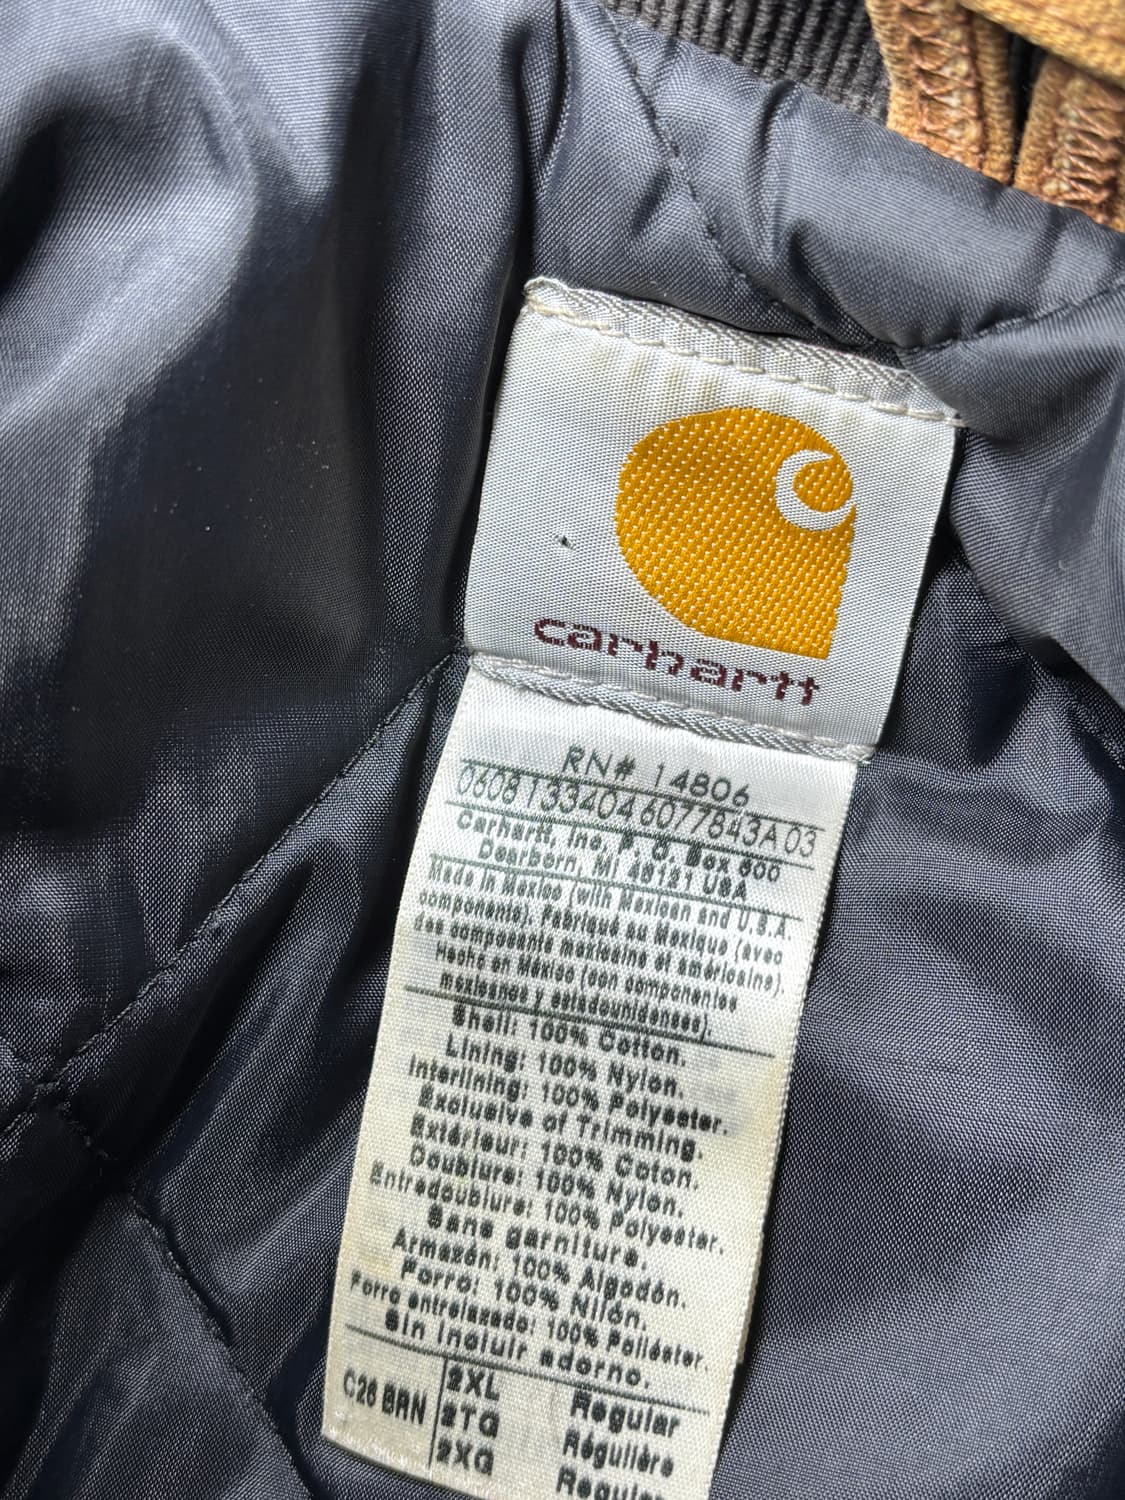 carhartt
RN# 14806
06081334046077843A 03
Carhartt, Inc. P. O. Box 600
Dearborn, MI 48121 USA
Made in Mexico (with Mexican and U.S.A.
components). Fabriqué au Mexique (avec
des composants mexicains et américains).
Hecho en México (con componentes
mexicanos y estadounidenses).
Shell: 100% Cotton.
Lining: 100% Nylon.
Interlining: 100% Polyester.
Exclusive of Trimming.
Extérieur: 100% Coton.
Doublure: 100% Nylon.
Entredoublure: 100% Polyester.
Sans garniture.
Armazón: 100% Algodón.
Forro: 100% Nilón.
Forro entrelazado: 100% Poliéster.
Sin incluir adorno.
C26 BRN
2XL Regular
2TG Régulière
2XG Regular